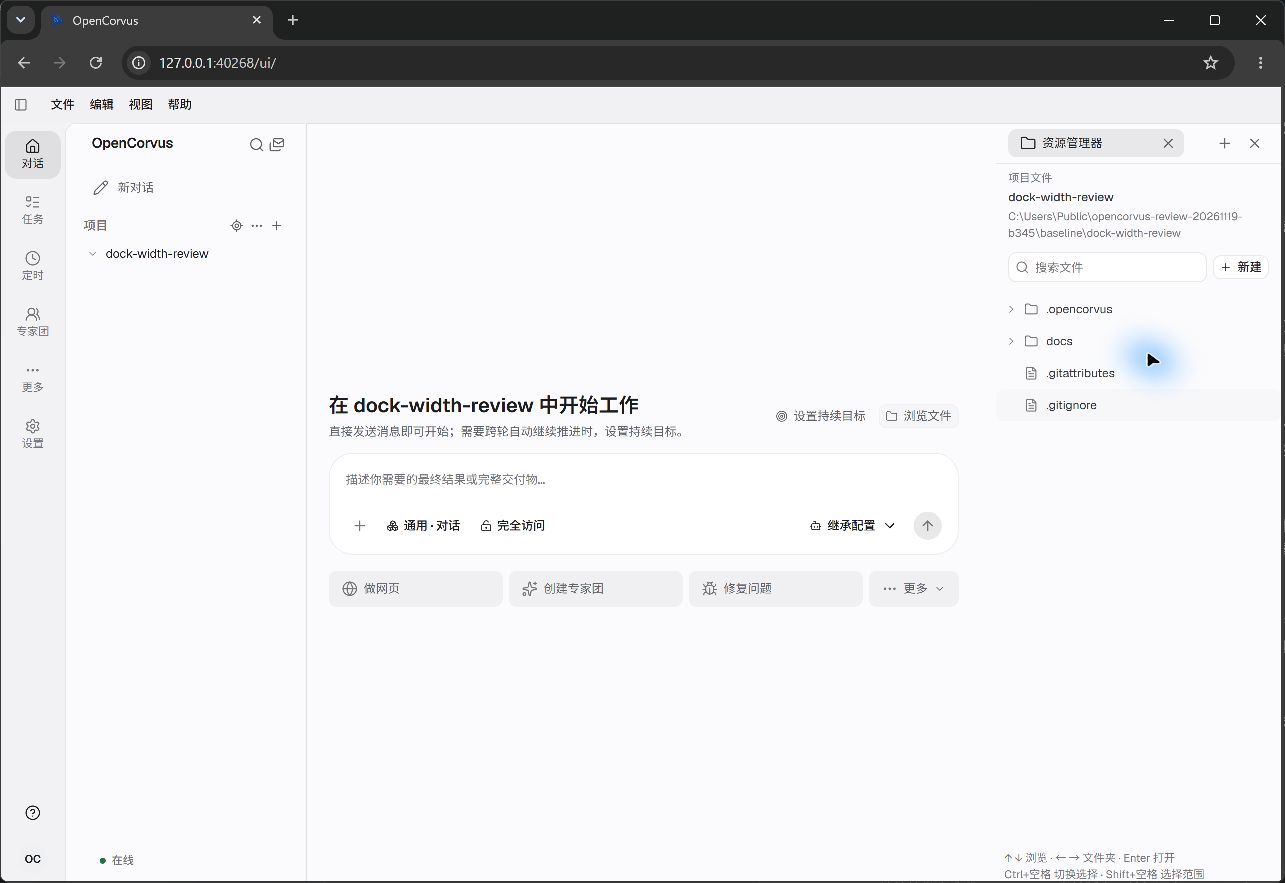 OpenCorvus
127.0.0.1:40268/ui/
文件 编辑 视图 帮助
对话
任务
定时
专家团
更多
设置
OC
OpenCorvus
新对话
项目
dock-width-review
在线
在 dock-width-review 中开始工作
直接发送消息即可开始；需要跨轮自动继续推进时，设置持续目标。
设置持续目标 浏览文件
描述你需要的最终结果或完整交付物...
通用 · 对话 完全访问 继承配置
做网页 创建专家团 修复问题 更多
资源管理器
项目文件
dock-width-review
C:\Users\Public\opencorvus-review-20261119-
b345\baseline\dock-width-review
搜索文件 新建
.opencorvus
docs
.gitattributes
.gitignore
↑↓ 浏览 · ←→ 文件夹 · Enter 打开
Ctrl+空格 切换选择 · Shift+空格 选择范围